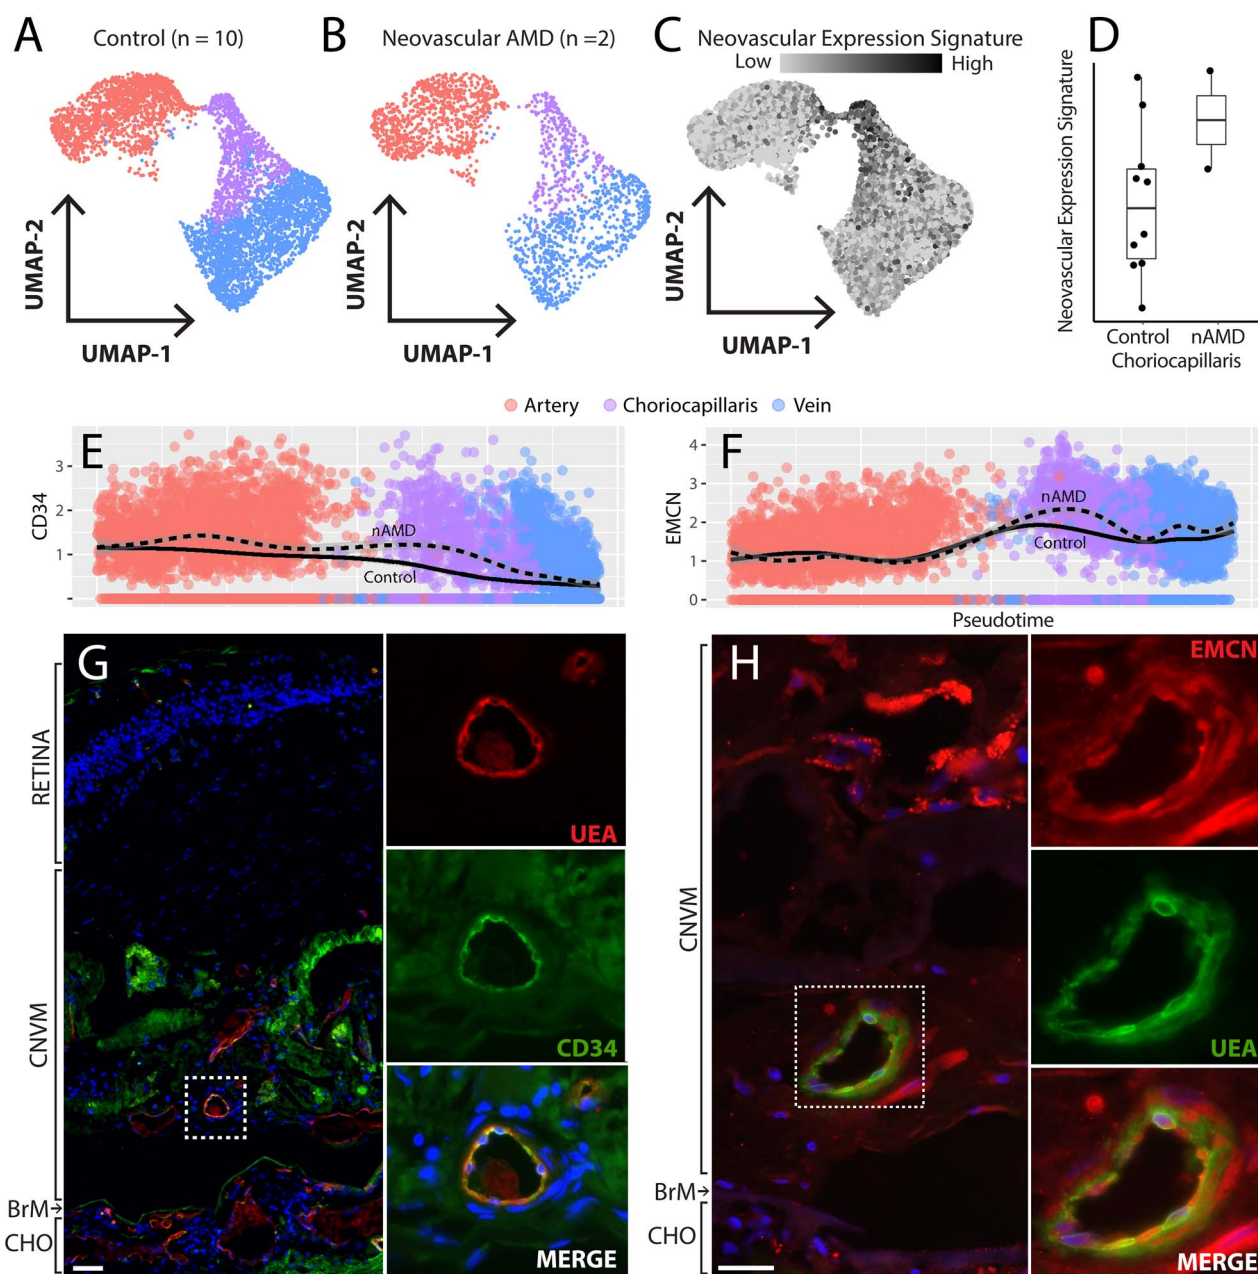 A Control (n = 10)
B Neovascular AMD (n =2)
C Neovascular Expression Signature
Low High
D
UMAP-2
UMAP-1
UMAP-2
UMAP-1
UMAP-2
UMAP-1
Neovascular Expression Signature
Control nAMD
Choriocapillaris
Artery Choriocapillaris Vein
E
CD34
3
2
1
nAMD
Control
F
EMCN
4
3
2
1
0
nAMD
Control
Pseudotime
G
RETINA
CNVM
BrM
CHO
UEA
CD34
MERGE
H
CNVM
BrM
CHO
EMCN
UEA
MERGE